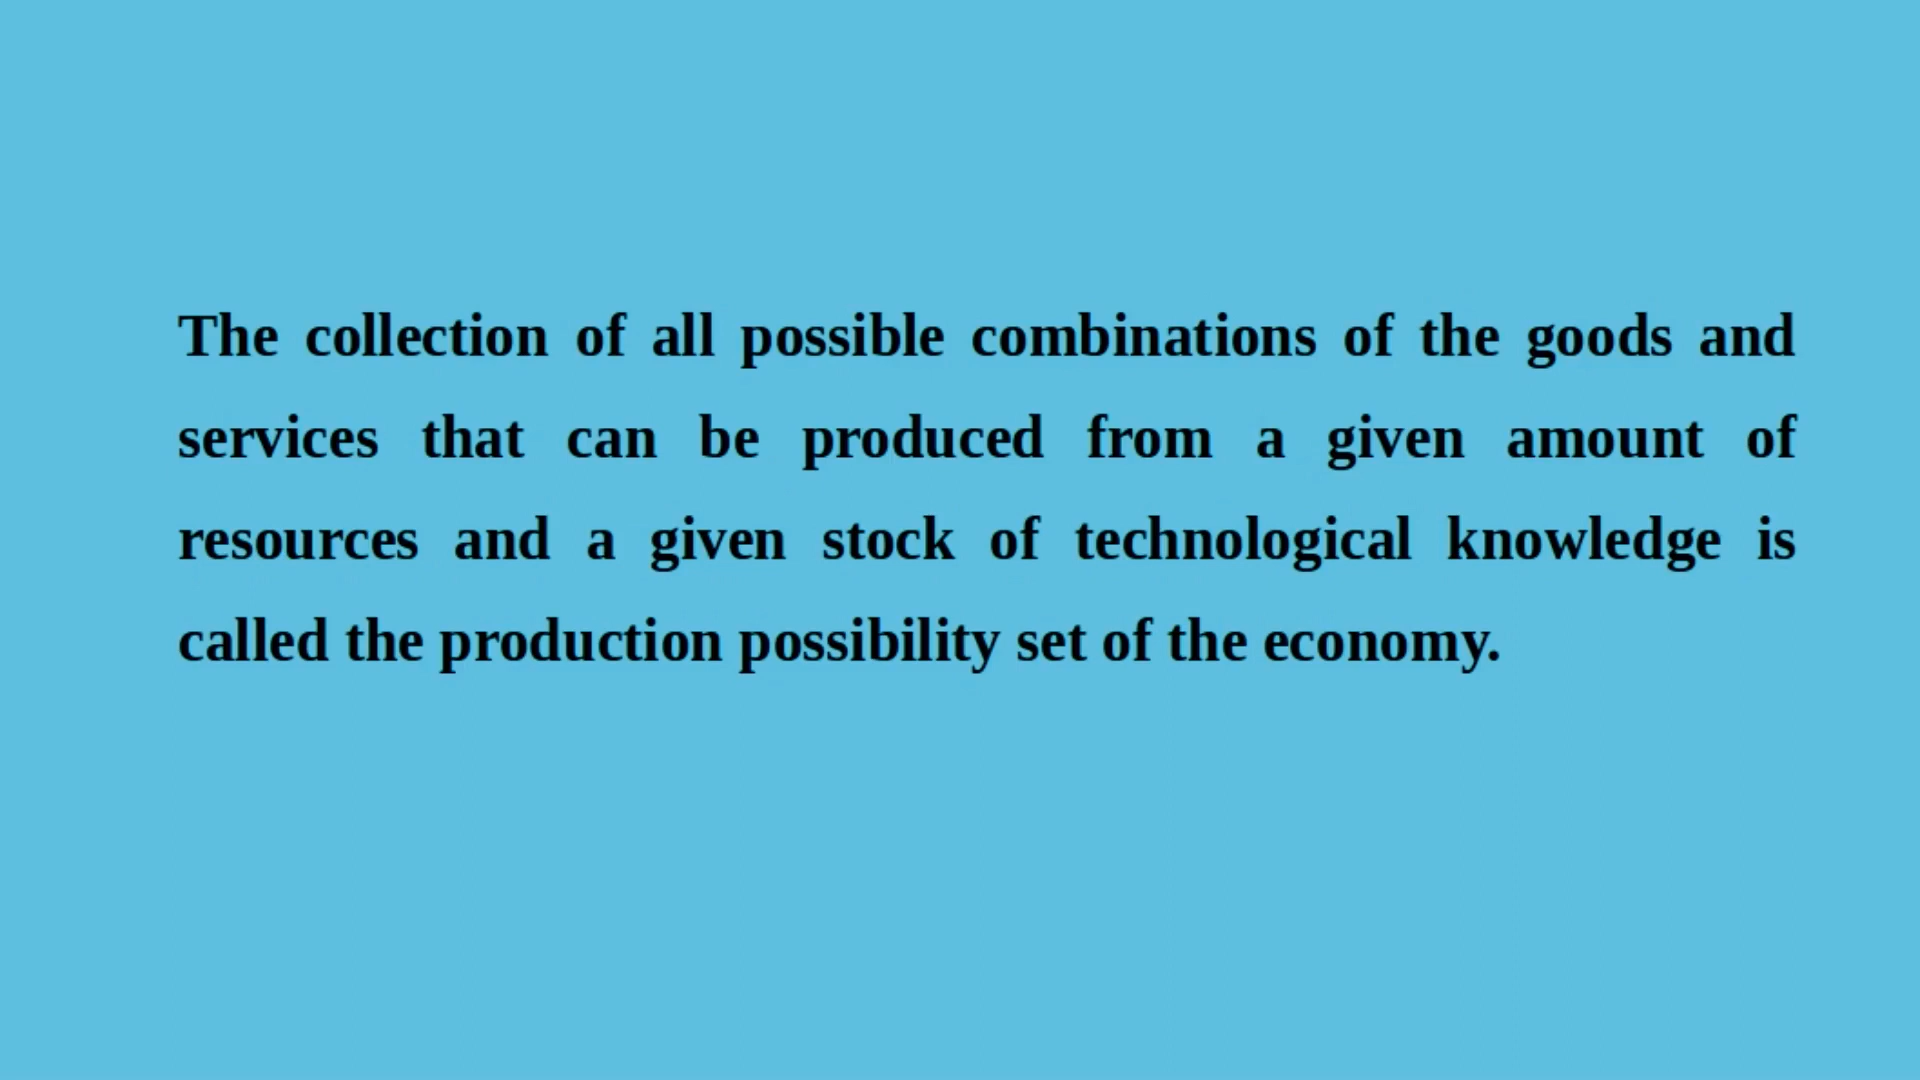 The collection of all possible combinations of the goods and
services that can be produced from a given amount of
resources and a given stock of technological knowledge is
called the production possibility set of the economy.